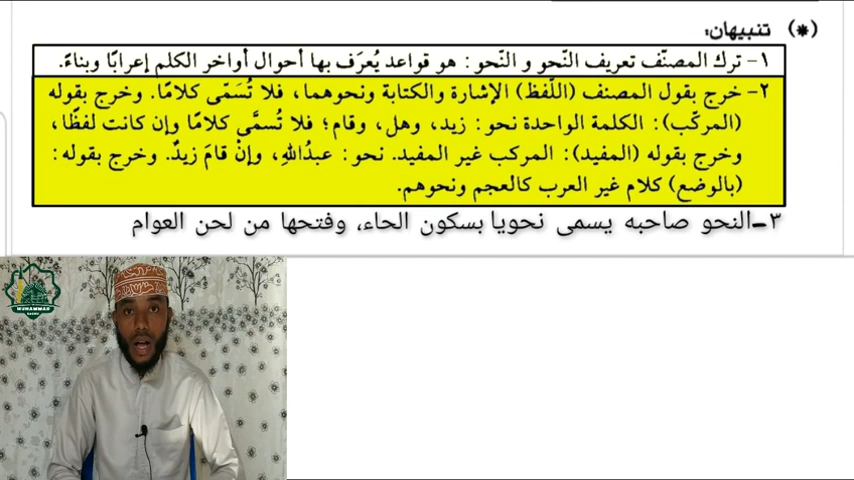 (*) تنبيهان:
١- ترك المصنّف تعريف النّحو و النّحو: هو قواعد يُعرَف بها أحوال أواخر الكلم إعرابًا وبناءً.
٢- خرج بقول المصنف (اللّفظ) الإشارة والكتابة ونحوهما، فلا تُسَمّى كلامًا. وخرج بقوله
(المركّب): الكلمة الواحدة نحو: زيد، وهل، وقام؛ فلا تُسمَّى كلامًا وإن كانت لفظًا،
وخرج بقوله (المفيد): المركب غير المفيد. نحو: عبدُاللهِ، وإنْ قامَ زيدٌ. وخرج بقوله:
(بالوضع) كلام غير العرب كالعجم ونحوهم.
٣-النحو صاحبه يسمى نحويا بسكون الحاء، وفتحها من لحن العوام
MUHAMMAD